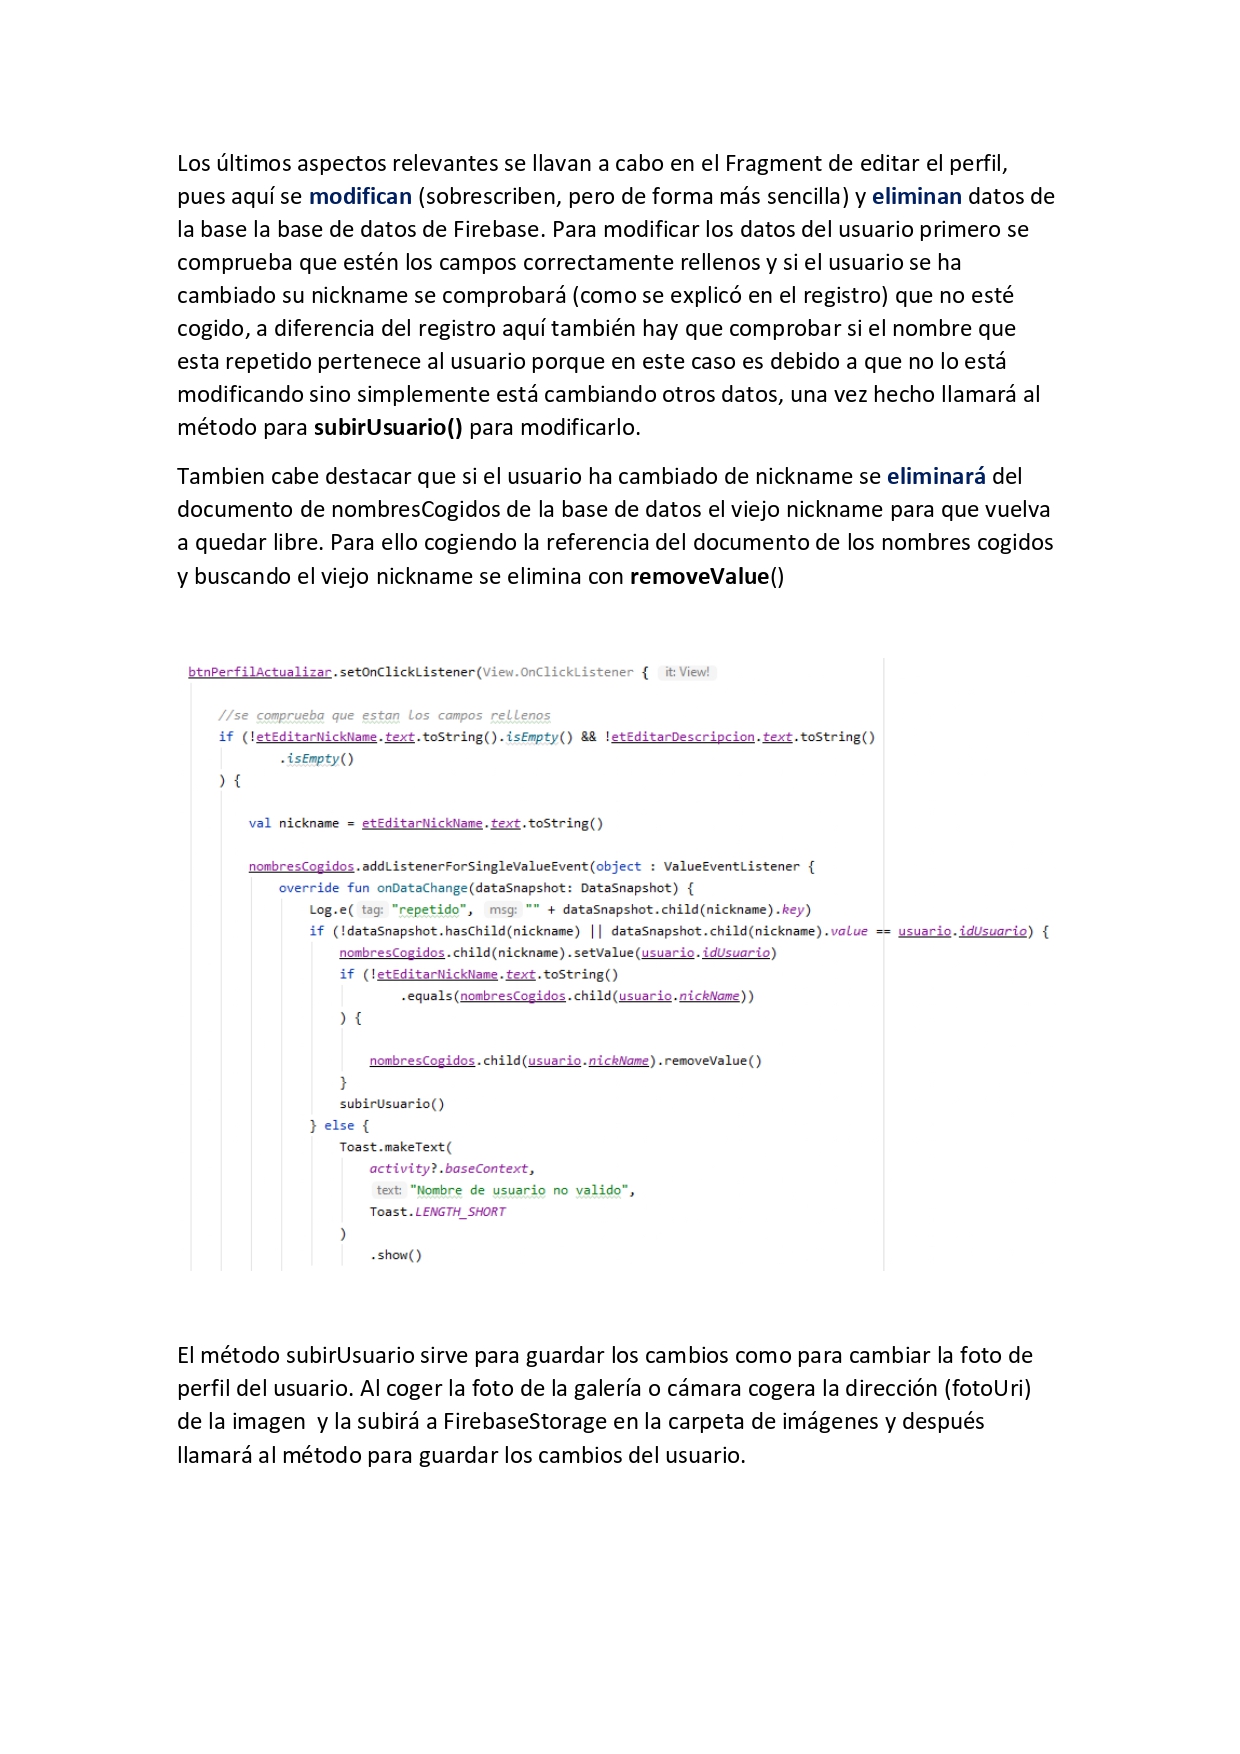 Los últimos aspectos relevantes se llavan a cabo en el Fragment de editar el perfil,
pues aquí se modifican (sobrescriben, pero de forma más sencilla) y eliminan datos de
la base la base de datos de Firebase. Para modificar los datos del usuario primero se
comprueba que estén los campos correctamente rellenos y si el usuario se ha
cambiado su nickname se comprobará (como se explicó en el registro) que no esté
cogido, a diferencia del registro aquí también hay que comprobar si el nombre que
esta repetido pertenece al usuario porque en este caso es debido a que no lo está
modificando sino simplemente está cambiando otros datos, una vez hecho llamará al
método para subirUsuario() para modificarlo.
Tambien cabe destacar que si el usuario ha cambiado de nickname se eliminará del
documento de nombresCogidos de la base de datos el viejo nickname para que vuelva
a quedar libre. Para ello cogiendo la referencia del documento de los nombres cogidos
y buscando el viejo nickname se elimina con removeValue()
btnPerfilActualizar.setOnClickListener(View.OnClickListener { it: View!
//se comprueba que estan los campos rellenos
if (!etEditarNickName.text.toString().isEmpty() && !etEditarDescripcion.text.toString()
.isEmpty()
) {
val nickname = etEditarNickName.text.toString()
nombresCogidos.addListenerForSingleValueEvent(object : ValueEventListener {
override fun onDataChange(dataSnapshot: DataSnapshot) {
Log.e( tag: "repetido", msg: "" + dataSnapshot.child(nickname).key)
if (!dataSnapshot.hasChild(nickname) || dataSnapshot.child(nickname).value == usuario.idUsuario) {
nombresCogidos.child(nickname).setValue(usuario.idUsuario)
if (!etEditarNickName.text.toString()
.equals(nombresCogidos.child(usuario.nickName))
) {
nombresCogidos.child(usuario.nickName).removeValue()
}
subirUsuario()
} else {
Toast.makeText(
activity?.baseContext,
text: "Nombre de usuario no valido",
Toast.LENGTH_SHORT
)
.show()
El método subirUsuario sirve para guardar los cambios como para cambiar la foto de
perfil del usuario. Al coger la foto de la galería o cámara cogera la dirección (fotoUri)
de la imagen  y la subirá a FirebaseStorage en la carpeta de imágenes y después
llamará al método para guardar los cambios del usuario.